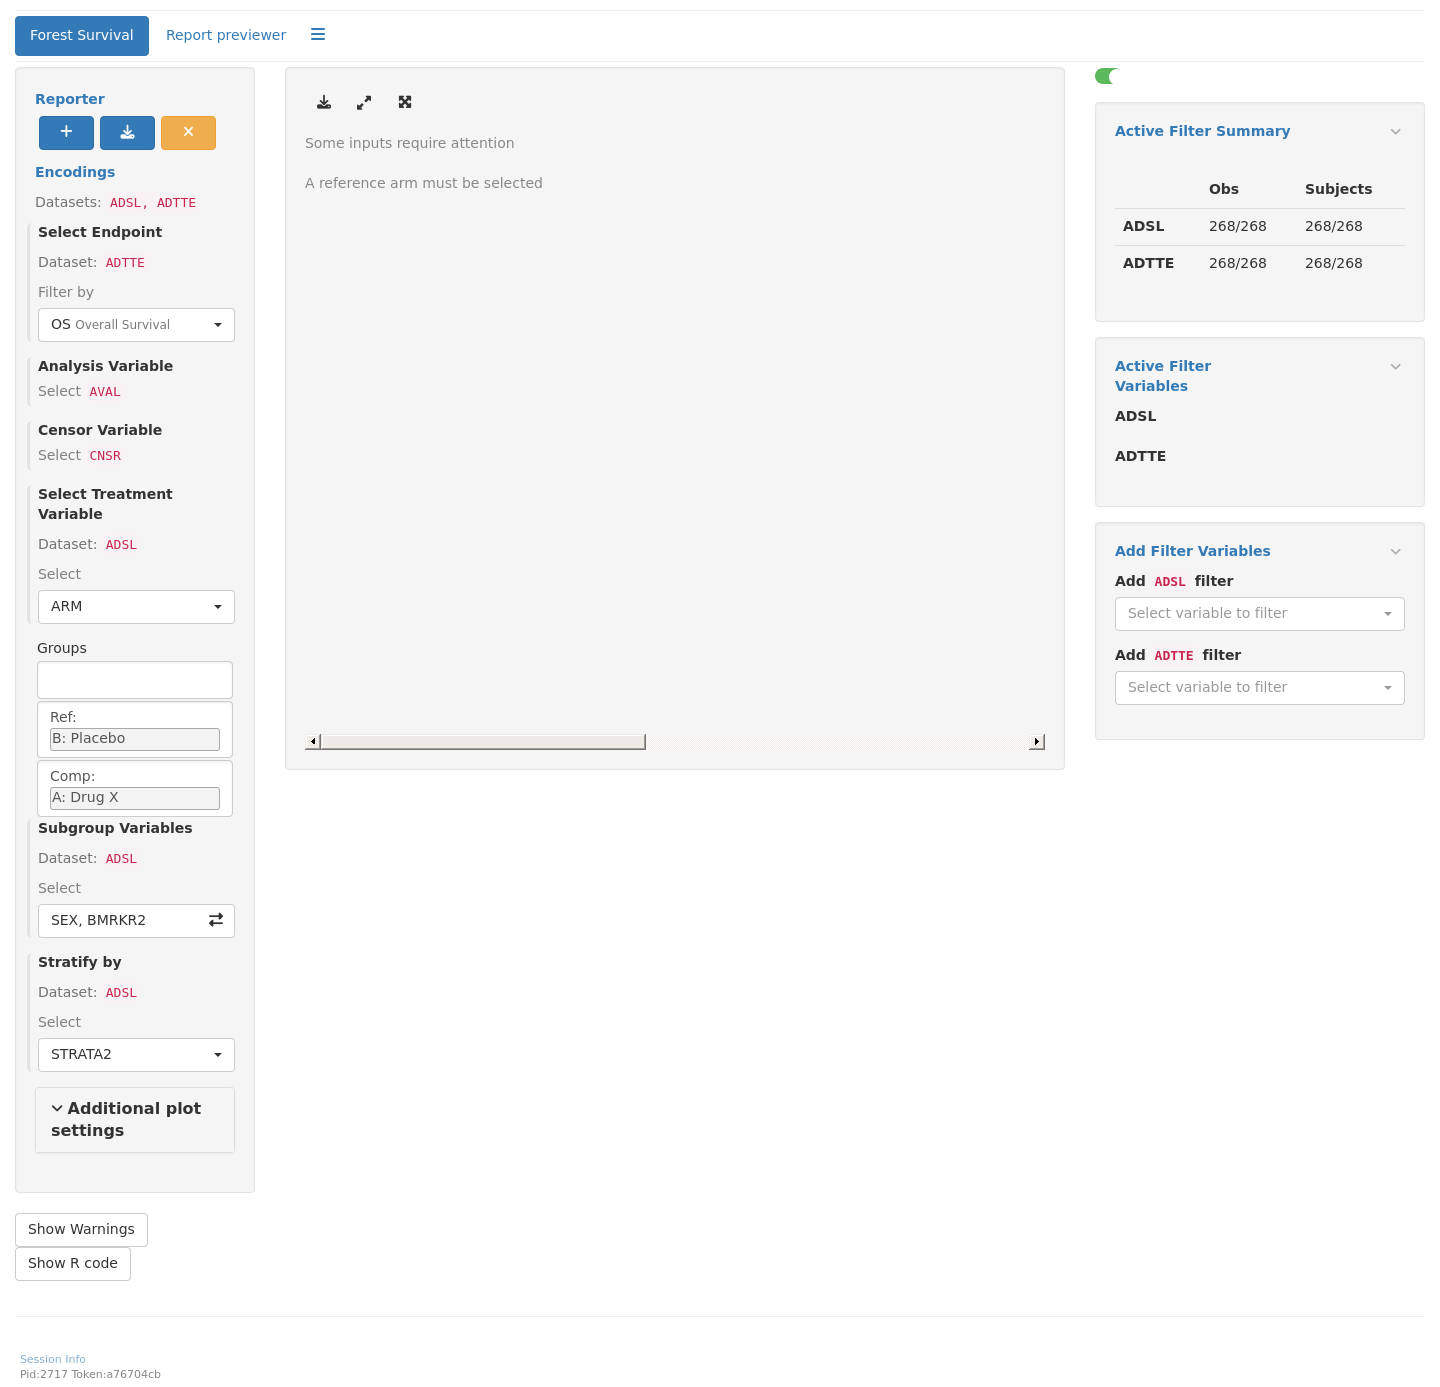 Forest Survival
Report previewer
Reporter
Encodings
Datasets: ADSL, ADTTE
Select Endpoint
Dataset: ADTTE
Filter by
OS Overall Survival
Analysis Variable
Select AVAL
Censor Variable
Select CNSR
Select Treatment
Variable
Dataset: ADSL
Select
ARM
Groups
Ref:
B: Placebo
Comp:
A: Drug X
Subgroup Variables
Dataset: ADSL
Select
SEX, BMRKR2
Stratify by
Dataset: ADSL
Select
STRATA2
Additional plot
settings
Show Warnings
Show R code
Some inputs require attention
A reference arm must be selected
Active Filter Summary
Obs Subjects
ADSL 268/268 268/268
ADTTE 268/268 268/268
Active Filter
Variables
ADSL
ADTTE
Add Filter Variables
Add ADSL filter
Select variable to filter
Add ADTTE filter
Select variable to filter
Session Info
Pid:2717 Token:a76704cb